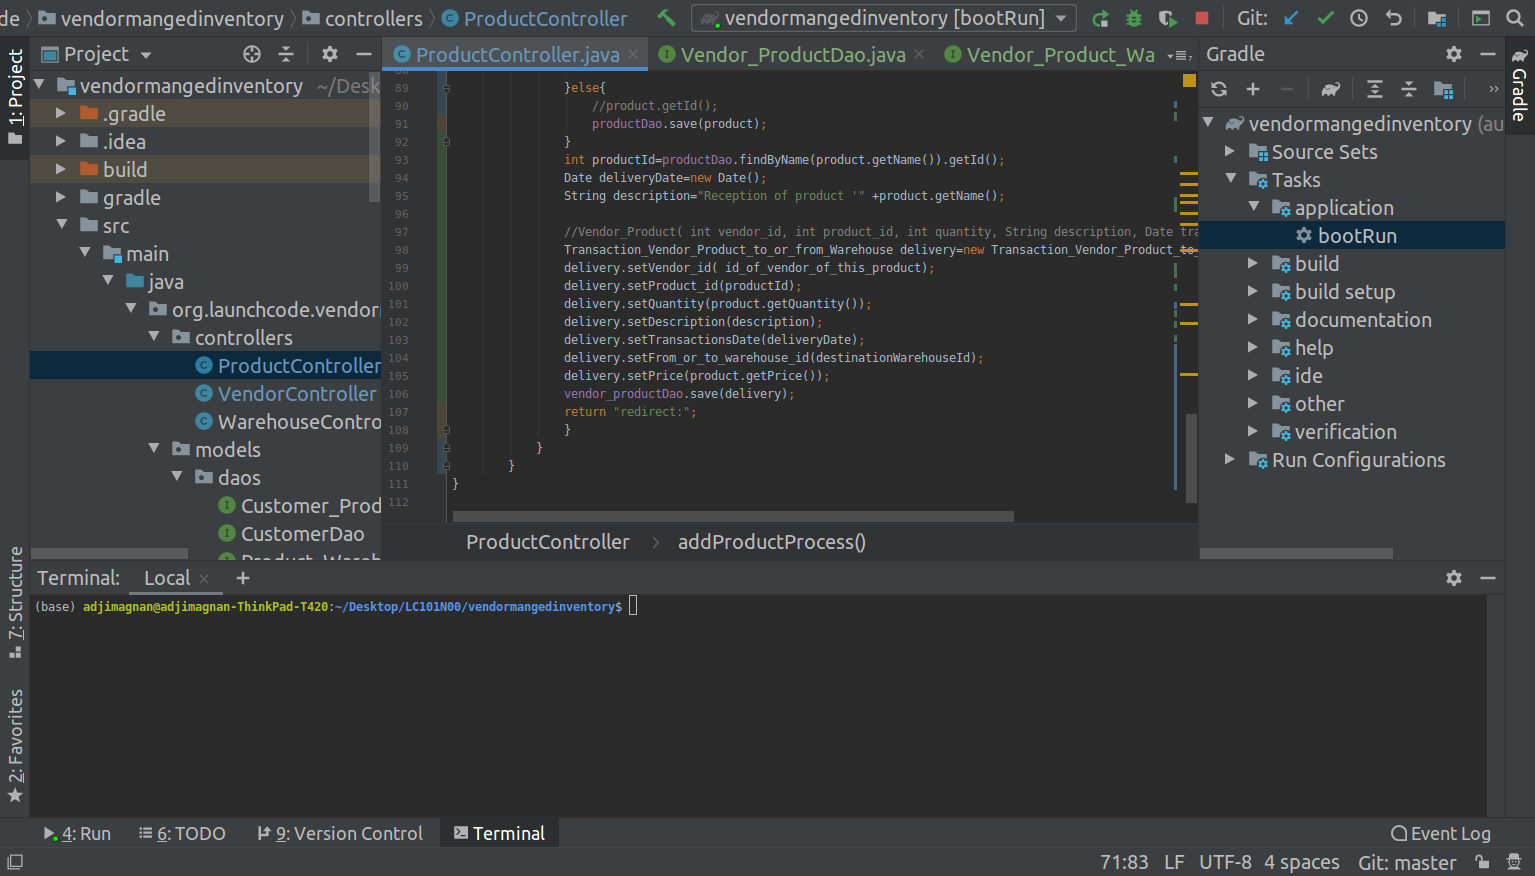 de vendormangedinventory controllers ProductController vendormangedinventory [bootRun] Git:
1: Project
Project
ProductController.java Vendor_ProductDao.java Vendor_Product_Wa
Gradle
Gradle
vendormangedinventory ~/Desk
.gradle
.idea
build
gradle
src
main
java
org.launchcode.vendor
controllers
ProductController
VendorController
WarehouseContro
models
daos
Customer_Prod
CustomerDao
89 }else{
90 //product.getId();
91 productDao.save(product);
92 }
93 int productId=productDao.findByName(product.getName()).getId();
94 Date deliveryDate=new Date();
95 String description="Reception of product '" +product.getName();
96
97 //Vendor_Product( int vendor_id, int product_id, int quantity, String description, Date tra
98 Transaction_Vendor_Product_to_or_from_Warehouse delivery=new Transaction_Vendor_Product_to_
99 delivery.setVendor_id( id_of_vendor_of_this_product);
100 delivery.setProduct_id(productId);
101 delivery.setQuantity(product.getQuantity());
102 delivery.setDescription(description);
103 delivery.setTransactionsDate(deliveryDate);
104 delivery.setFrom_or_to_warehouse_id(destinationWarehouseId);
105 delivery.setPrice(product.getPrice());
106 vendor_productDao.save(delivery);
107 return "redirect:";
108 }
109 }
110 }
111 }
112
ProductController > addProductProcess()
vendormangedinventory (au
Source Sets
Tasks
application
bootRun
build
build setup
documentation
help
ide
other
verification
Run Configurations
7: Structure
2: Favorites
Terminal: Local
(base) adjimagnan@adjimagnan-ThinkPad-T420:~/Desktop/LC101N00/vendormangedinventory$
4: Run 6: TODO 9: Version Control Terminal Event Log
71:83 LF UTF-8 4 spaces Git: master